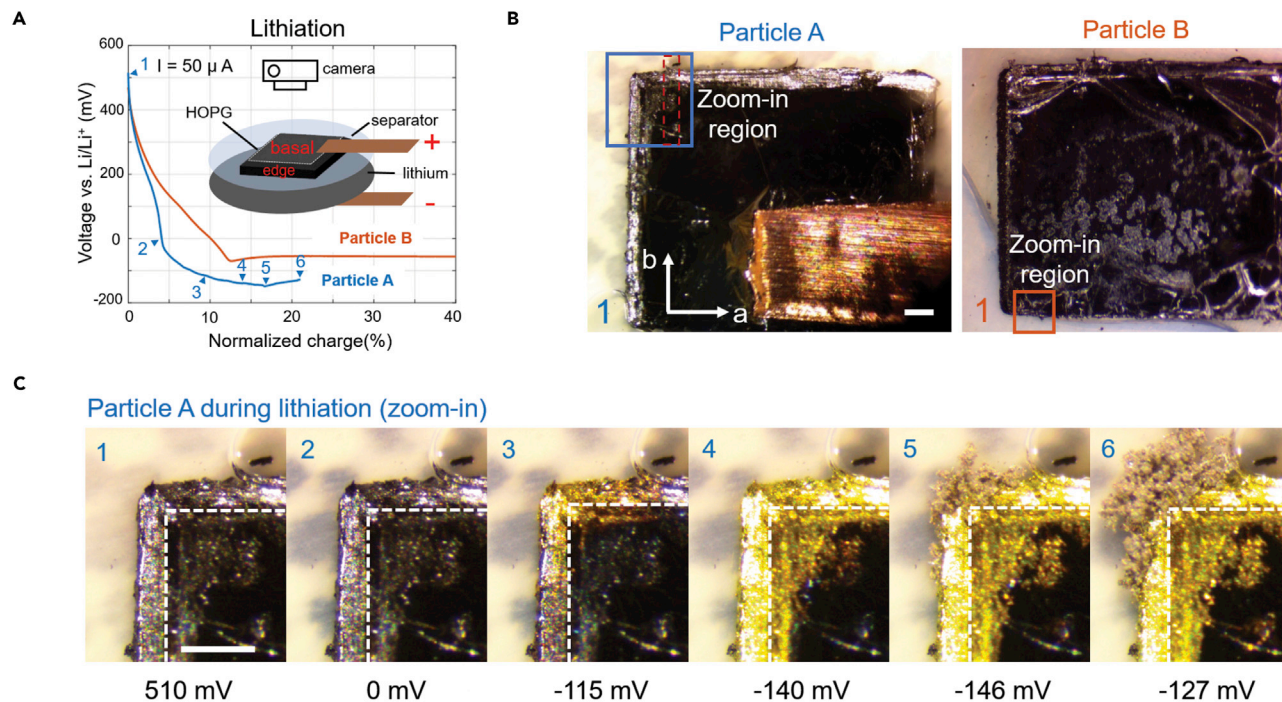 A
Lithiation
600
400
200
0
-200
Voltage vs. Li/Li⁺ (mV)
1
I = 50 μ A
camera
HOPG
separator
basal
+
edge
lithium
-
Particle B
2
3
4
5
6
Particle A
0
10
20
30
40
Normalized charge(%)
B
Particle A
Zoom-in
region
b
a
1
Particle B
Zoom-in
region
1
C
Particle A during lithiation (zoom-in)
1
2
3
4
5
6
510 mV
0 mV
-115 mV
-140 mV
-146 mV
-127 mV